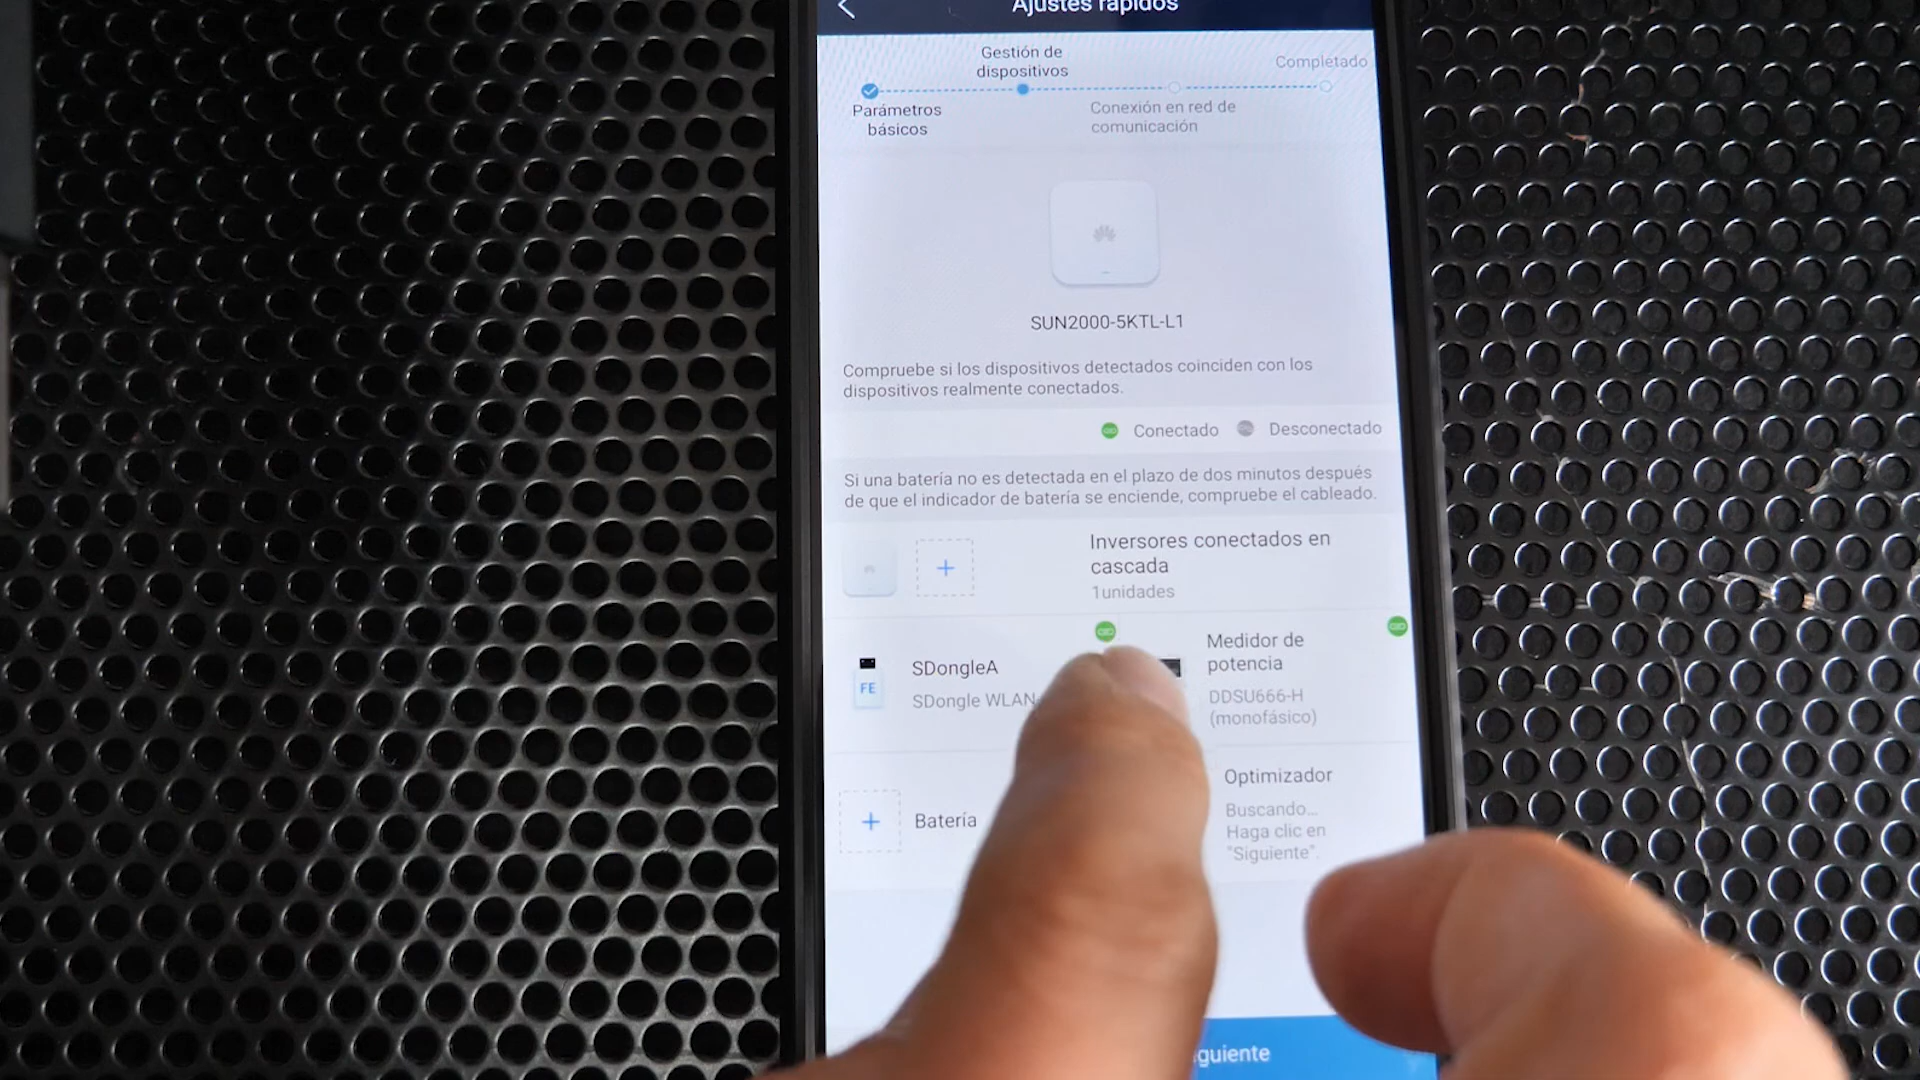 Ajustes rápidos
Gestión de
dispositivos
Completado
Parámetros
básicos
Conexión en red de
comunicación
SUN2000-5KTL-L1
Compruebe si los dispositivos detectados coinciden con los
dispositivos realmente conectados.
Conectado
Desconectado
Si una batería no es detectada en el plazo de dos minutos después
de que el indicador de batería se enciende, compruebe el cableado.
Inversores conectados en
cascada
1unidades
SDongleA
FE
SDongle WLAN-
Medidor de
potencia
DDSU666-H
(monofásico)
Batería
Optimizador
Buscando...
Haga clic en
"Siguiente".
guiente